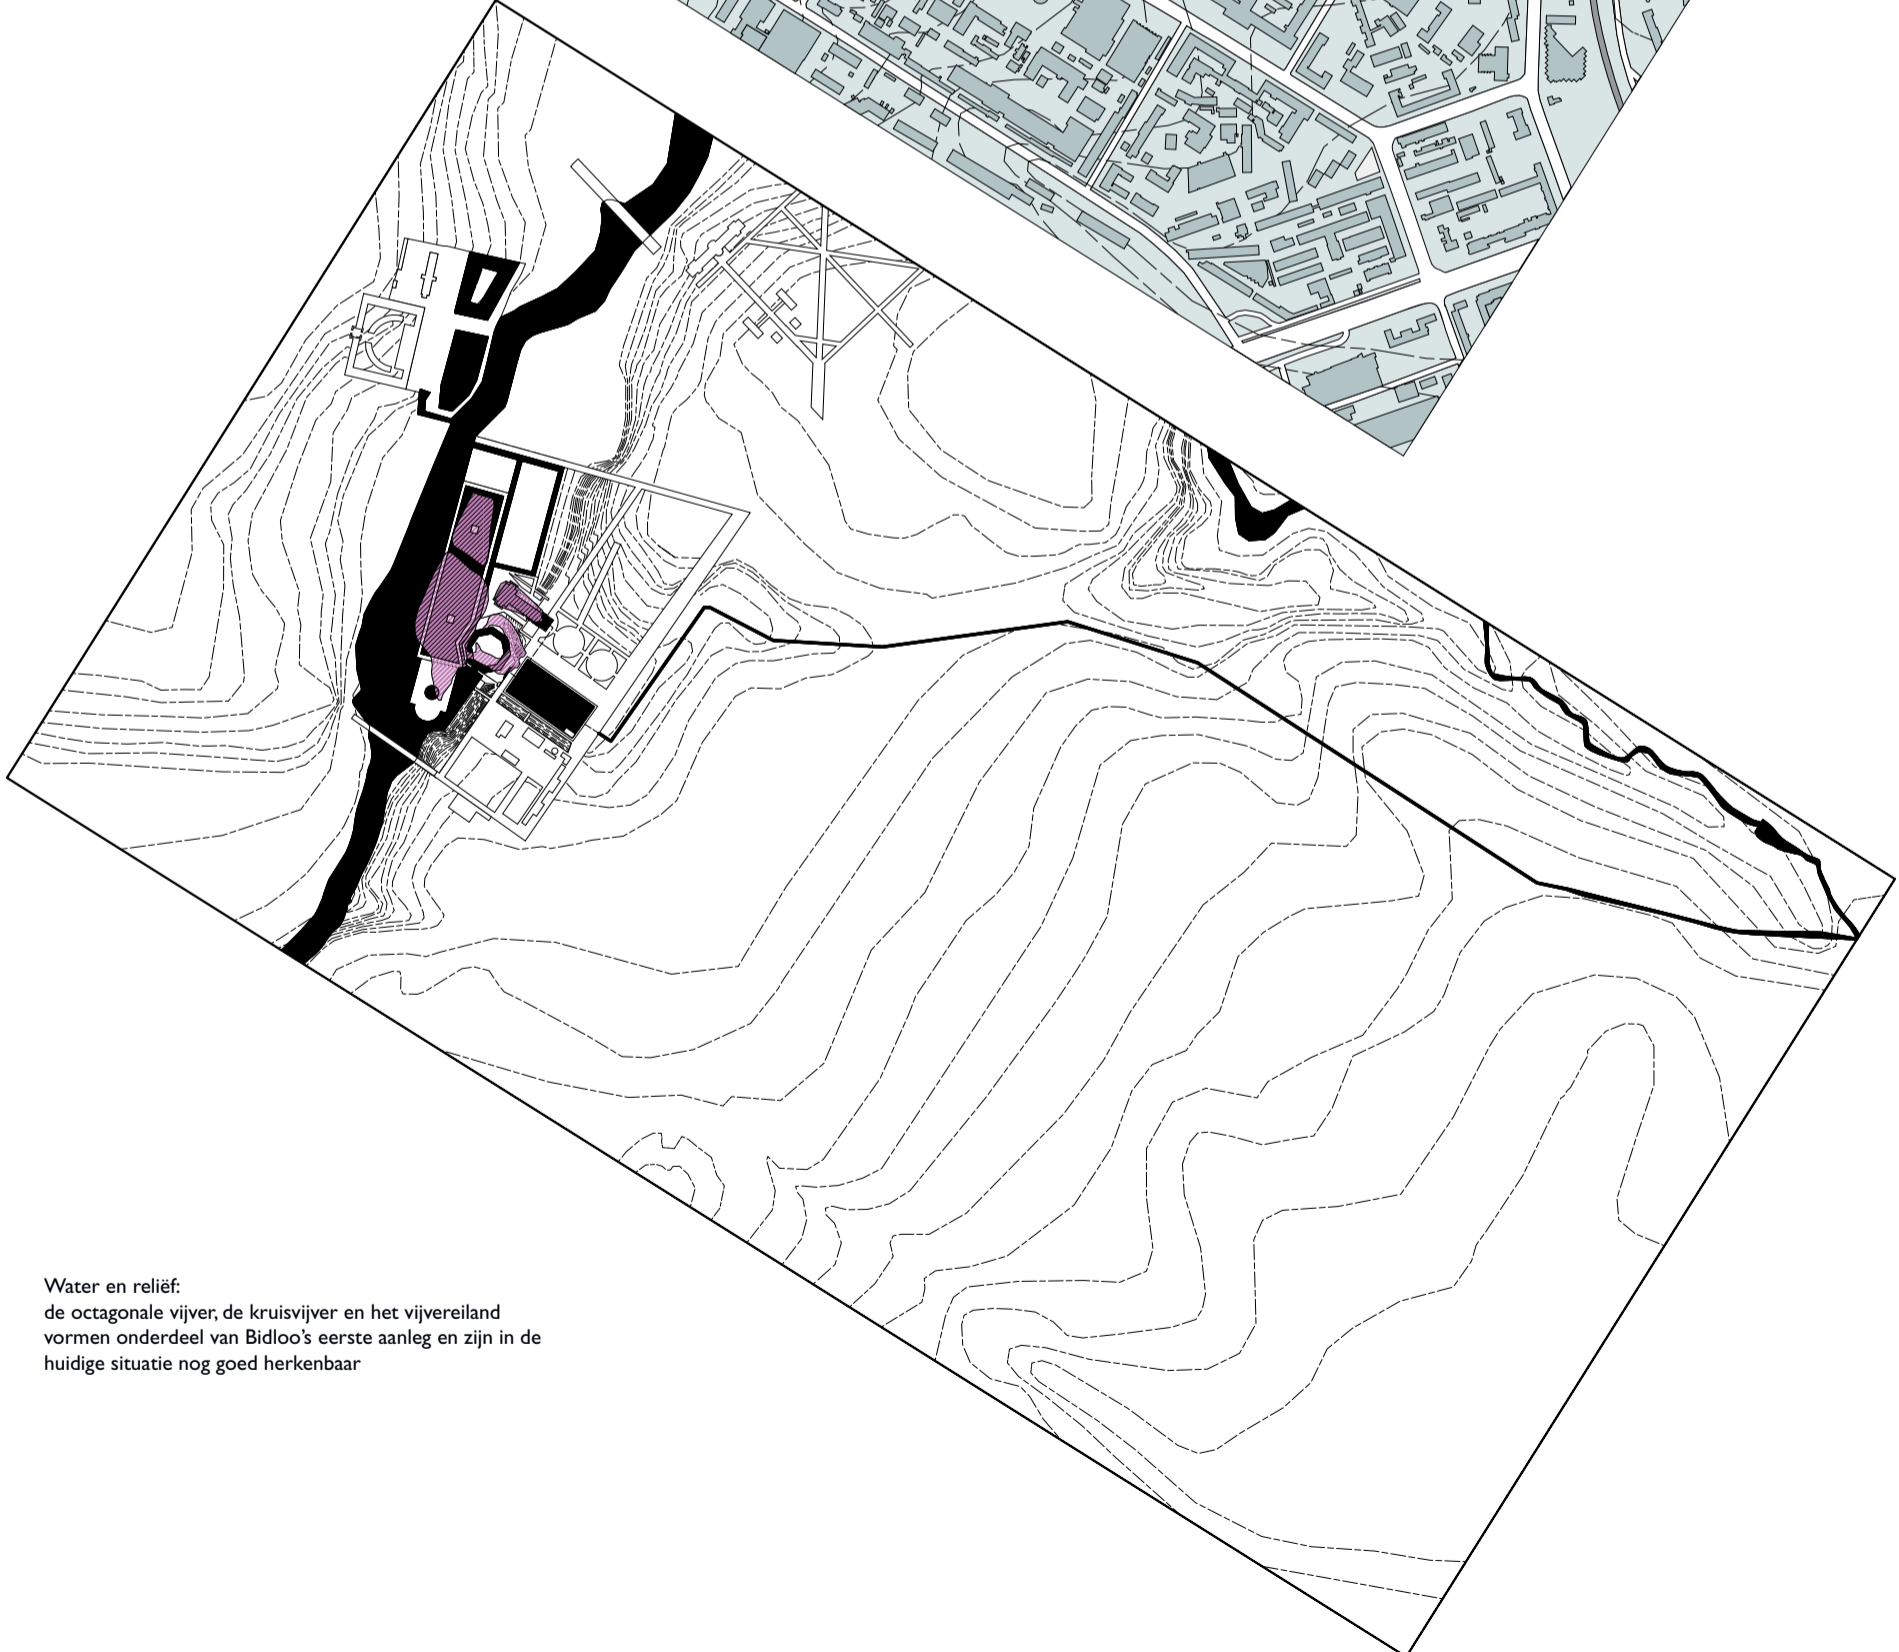 Water en reliëf:
de octagonale vijver, de kruisvijver en het vijvereiland
vormen onderdeel van Bidloo’s eerste aanleg en zijn in de
huidige situatie nog goed herkenbaar